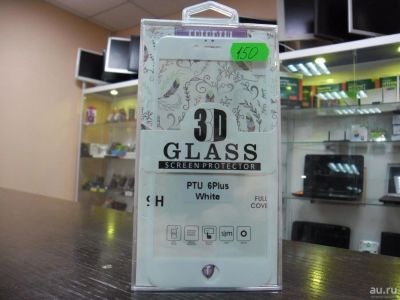 150
3D
GLASS
SCREEN PROTECTOR
PTU 6Plus
White
9H
FULL
COVE
au.ru